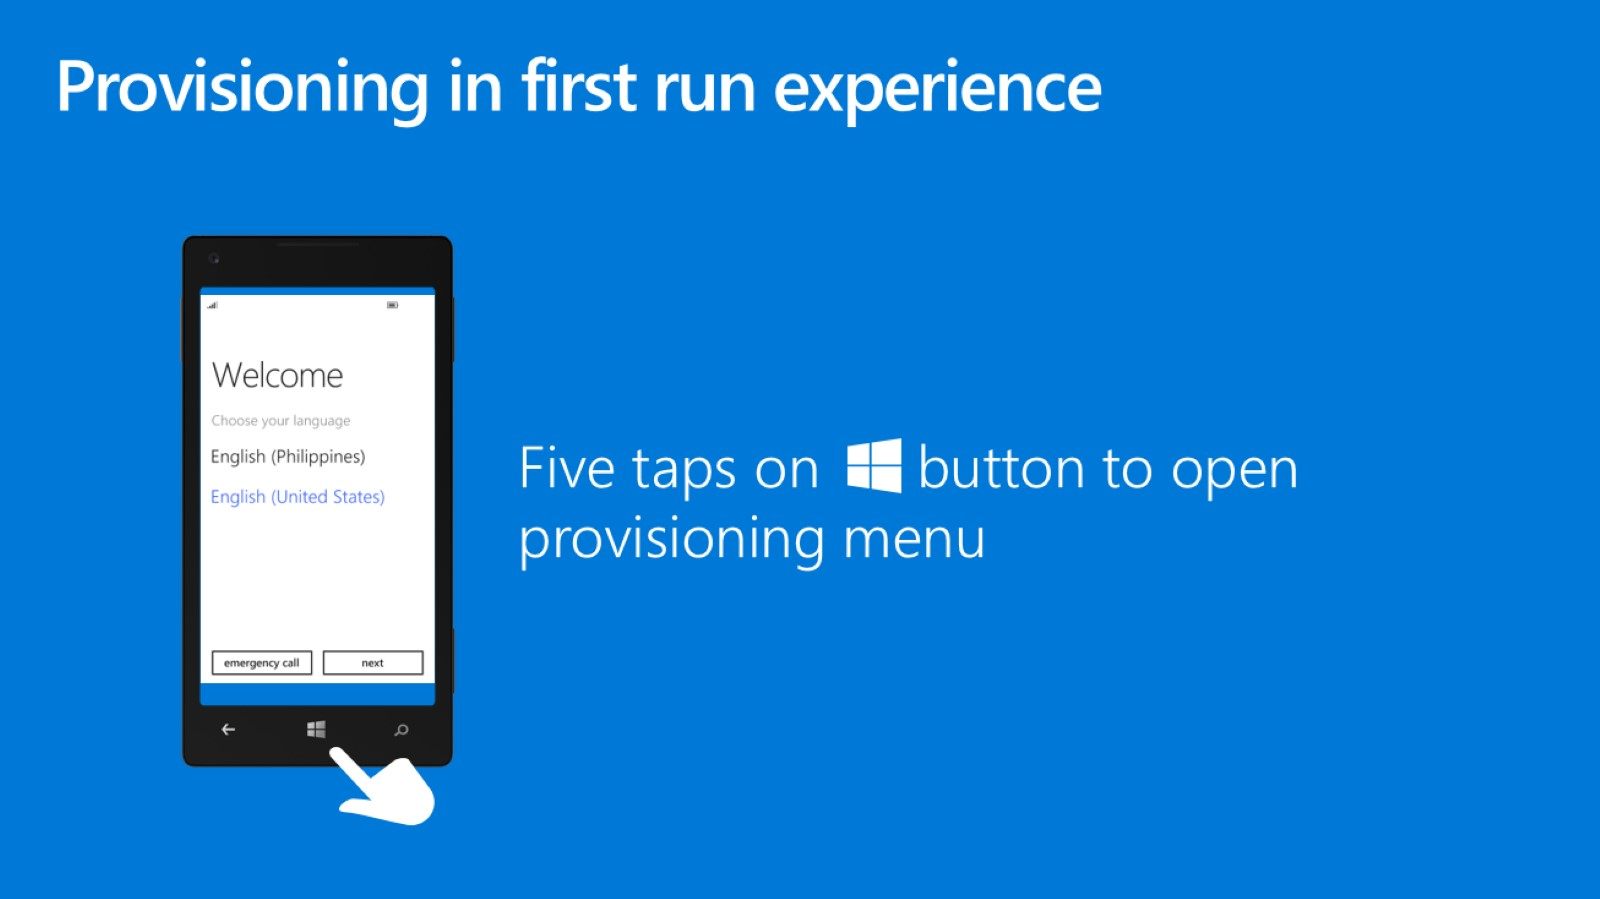 Provisioning in first run experience
Welcome
Choose your language
English (Philippines)
English (United States)
emergency call
next
Five taps on button to open
provisioning menu